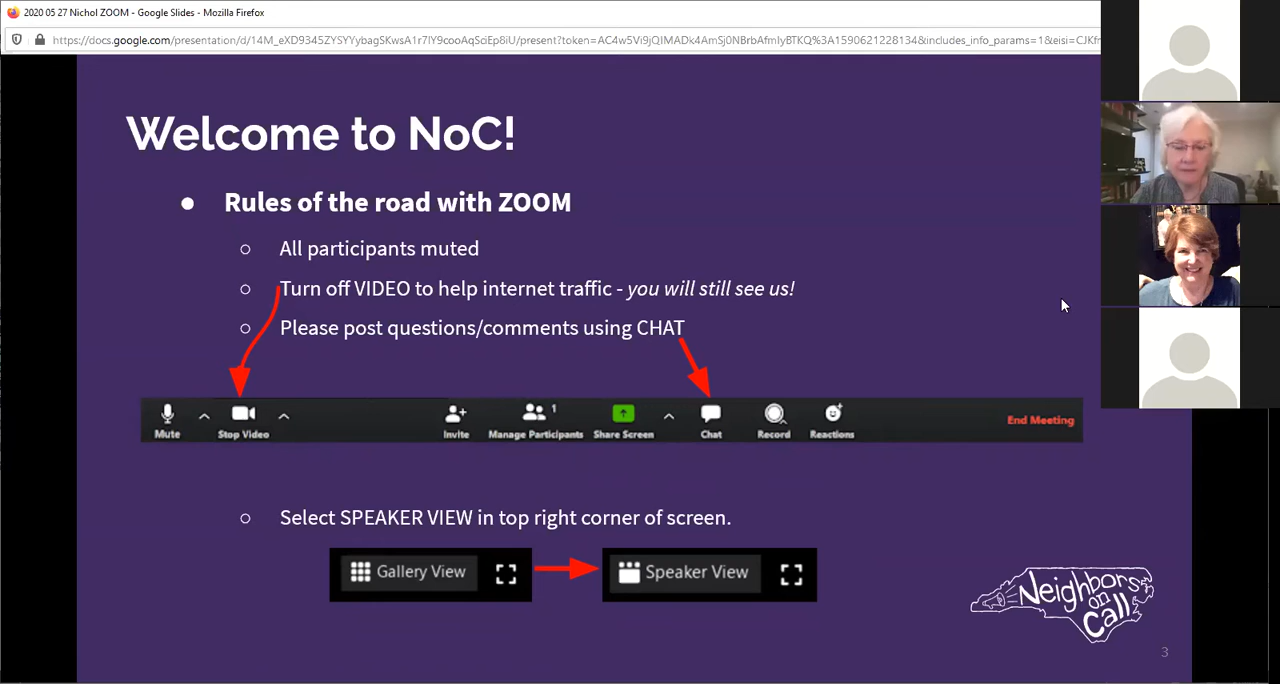 2020 05 27 Nichol ZOOM - Google Slides - Mozilla Firefox
Welcome to NoC!
Rules of the road with ZOOM
All participants muted
Turn off VIDEO to help internet traffic - you will still see us!
Please post questions/comments using CHAT
Mute Stop Video Invite Manage Participants 1 Share Screen Chat Record Reactions End Meeting
Select SPEAKER VIEW in top right corner of screen.
Gallery View Speaker View
Neighbors
on
Call
3